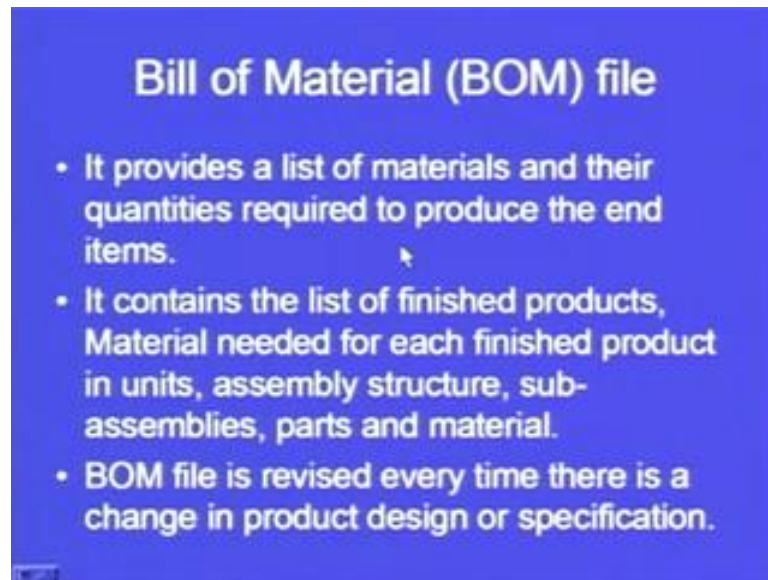 Bill of Material (BOM) file
• It provides a list of materials and their
quantities required to produce the end
items.
• It contains the list of finished products,
Material needed for each finished product
in units, assembly structure, sub-
assemblies, parts and material.
• BOM file is revised every time there is a
change in product design or specification.